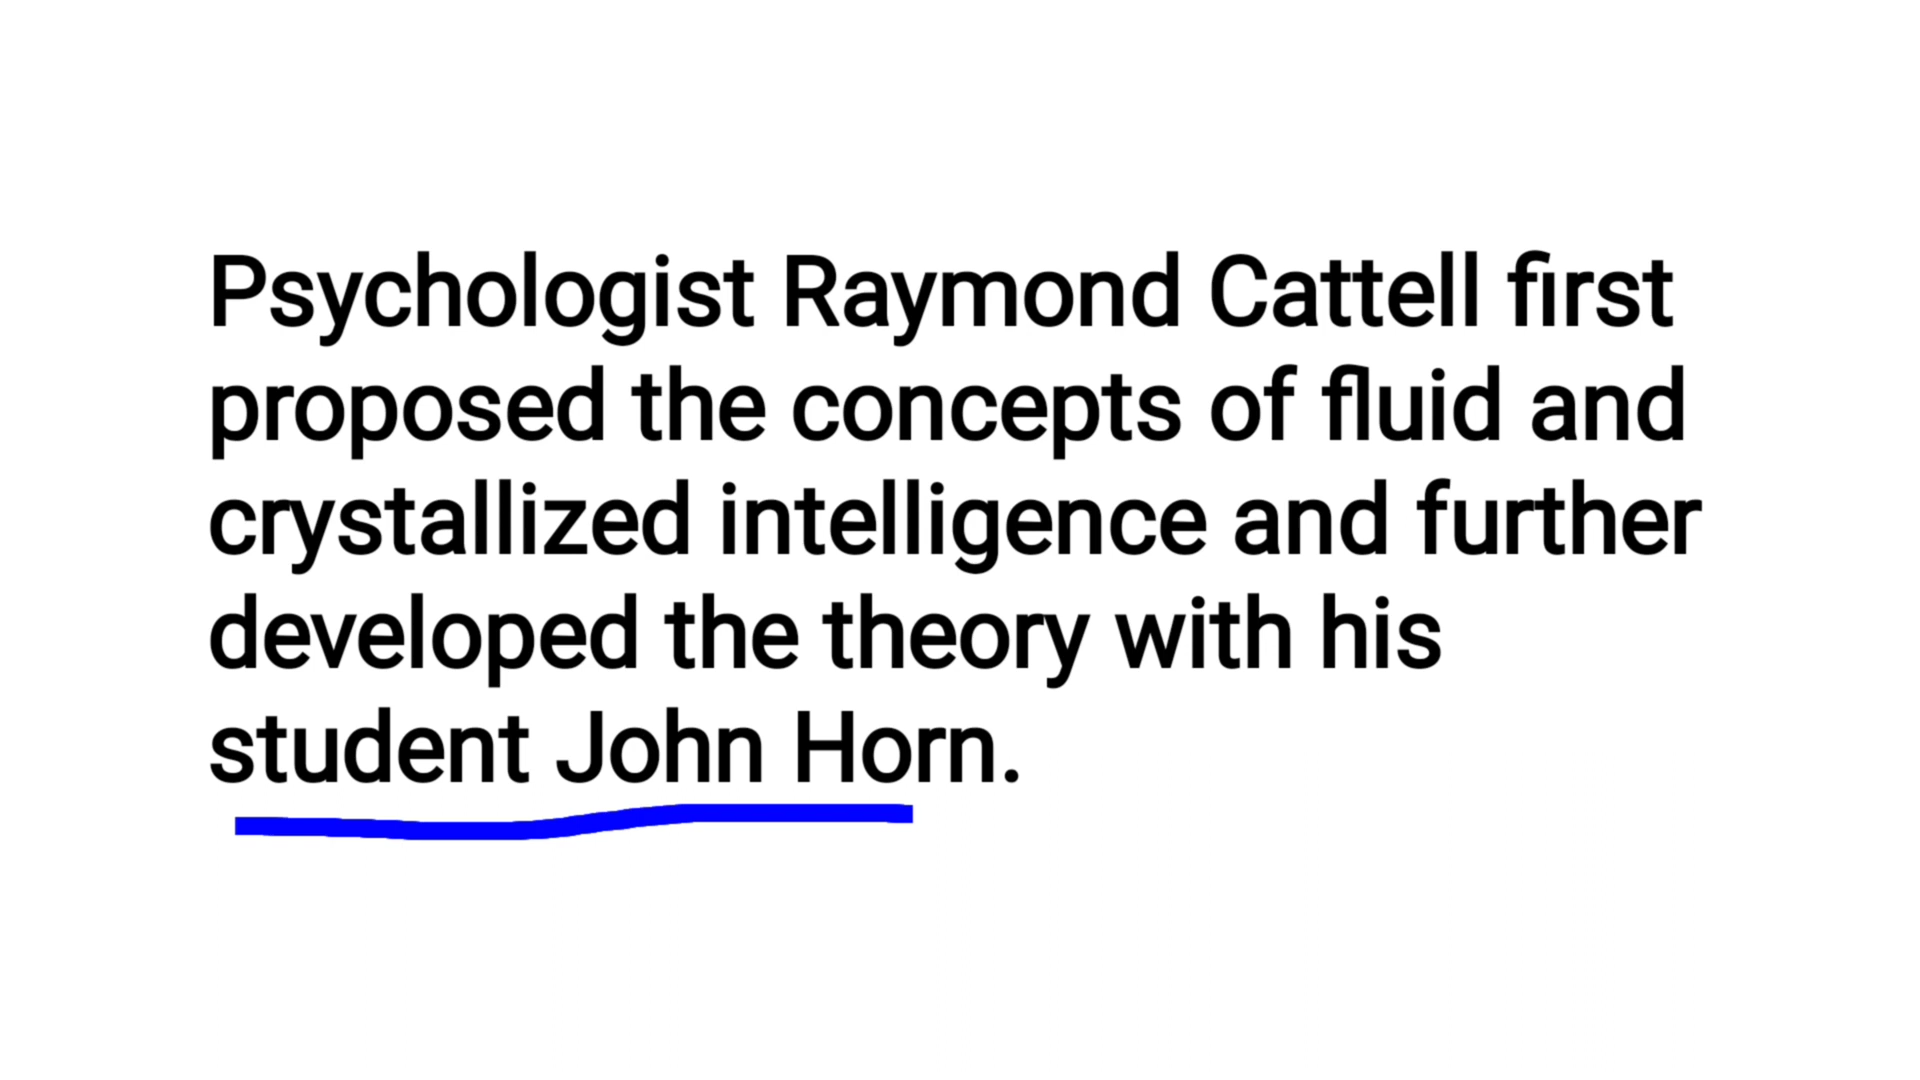 Psychologist Raymond Cattell first
proposed the concepts of fluid and
crystallized intelligence and further
developed the theory with his
student John Horn.